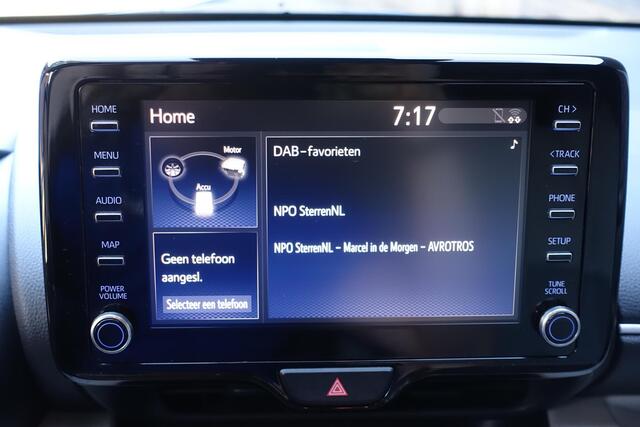 HOME
MENU
AUDIO
MAP
POWER
VOLUME
Home
7:17
Motor
Accu
Geen telefoon
aangesl.
Selecteer een telefoon
DAB-favorieten
NPO SterrenNL
NPO SterrenNL - Marcel in de Morgen - AVROTROS
CH >
< TRACK
PHONE
SETUP
TUNE
SCROLL